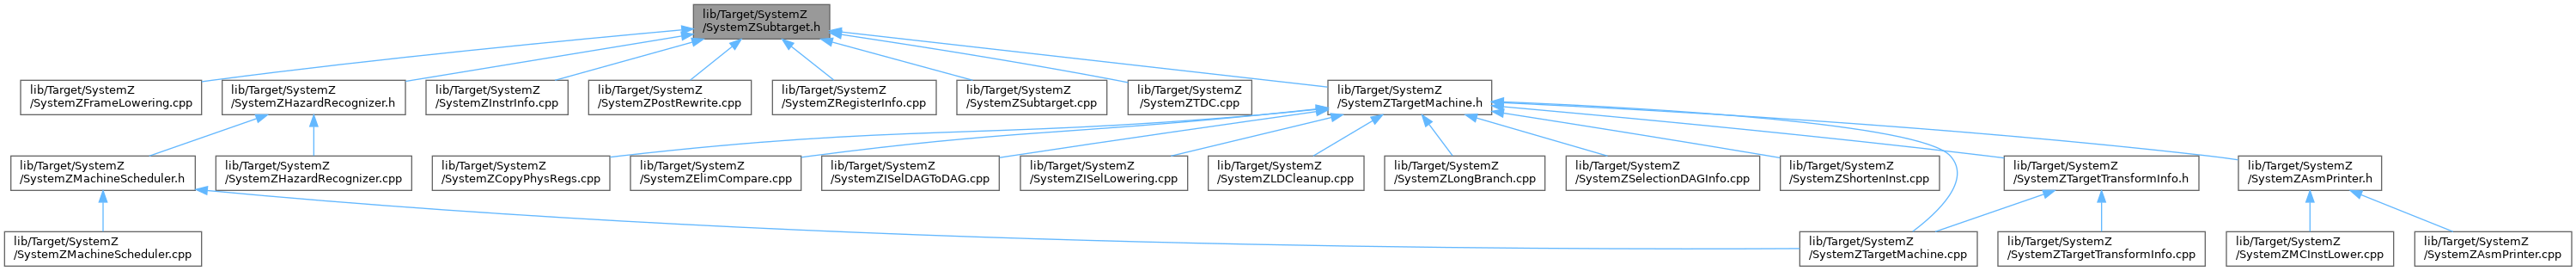 lib/Target/SystemZ
/SystemZSubtarget.h
lib/Target/SystemZ
/SystemZFrameLowering.cpp
lib/Target/SystemZ
/SystemZHazardRecognizer.h
lib/Target/SystemZ
/SystemZInstrInfo.cpp
lib/Target/SystemZ
/SystemZPostRewrite.cpp
lib/Target/SystemZ
/SystemZRegisterInfo.cpp
lib/Target/SystemZ
/SystemZSubtarget.cpp
lib/Target/SystemZ
/SystemZTDC.cpp
lib/Target/SystemZ
/SystemZTargetMachine.h
lib/Target/SystemZ
/SystemZMachineScheduler.h
lib/Target/SystemZ
/SystemZHazardRecognizer.cpp
lib/Target/SystemZ
/SystemZCopyPhysRegs.cpp
lib/Target/SystemZ
/SystemZElimCompare.cpp
lib/Target/SystemZ
/SystemZISelDAGToDAG.cpp
lib/Target/SystemZ
/SystemZISelLowering.cpp
lib/Target/SystemZ
/SystemZLDCleanup.cpp
lib/Target/SystemZ
/SystemZLongBranch.cpp
lib/Target/SystemZ
/SystemZSelectionDAGInfo.cpp
lib/Target/SystemZ
/SystemZShortenInst.cpp
lib/Target/SystemZ
/SystemZTargetTransformInfo.h
lib/Target/SystemZ
/SystemZAsmPrinter.h
lib/Target/SystemZ
/SystemZMachineScheduler.cpp
lib/Target/SystemZ
/SystemZTargetMachine.cpp
lib/Target/SystemZ
/SystemZTargetTransformInfo.cpp
lib/Target/SystemZ
/SystemZMCInstLower.cpp
lib/Target/SystemZ
/SystemZAsmPrinter.cpp